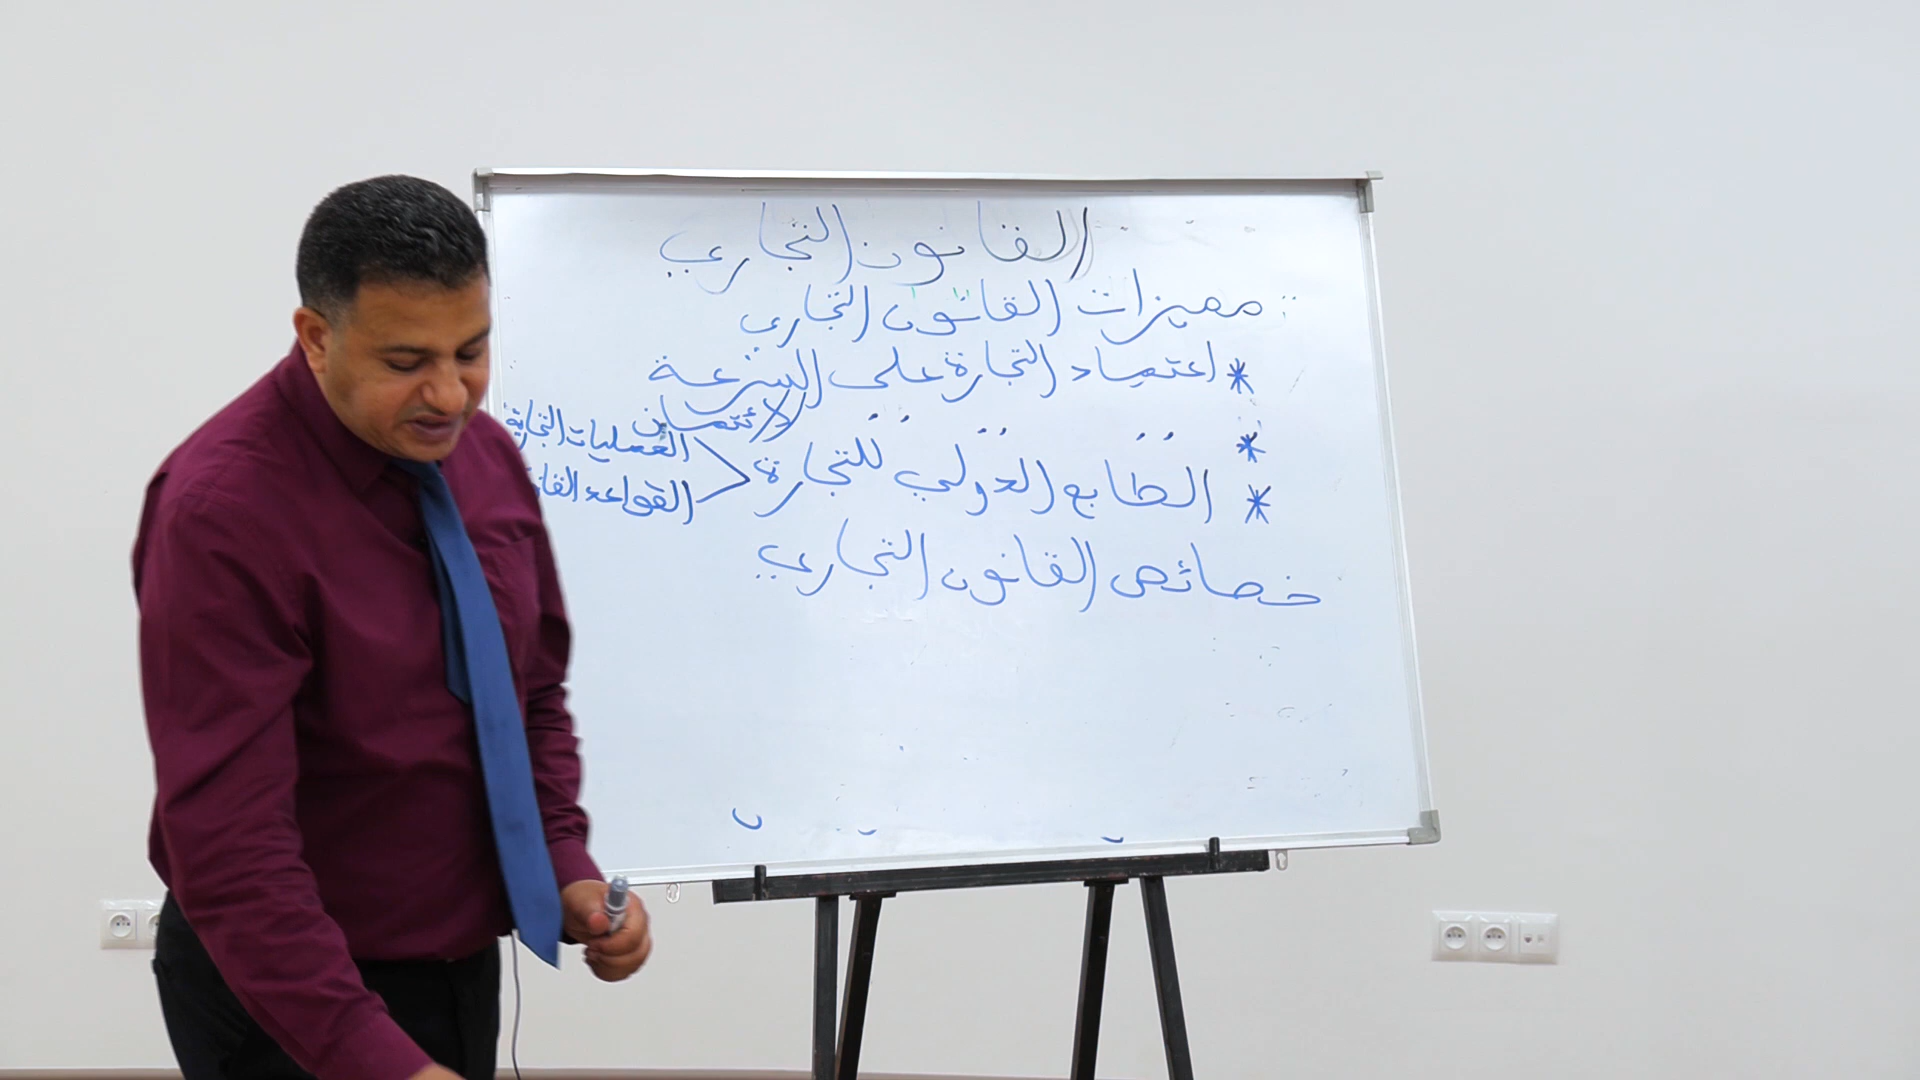 القانون التجاري
مميزات القانون التجاري
* اعتماد التجارة على السرعة
* الائتمان
* الطابع الدولي للتجارة
العمليات التجارية
القواعد
خصائص القانون التجاري